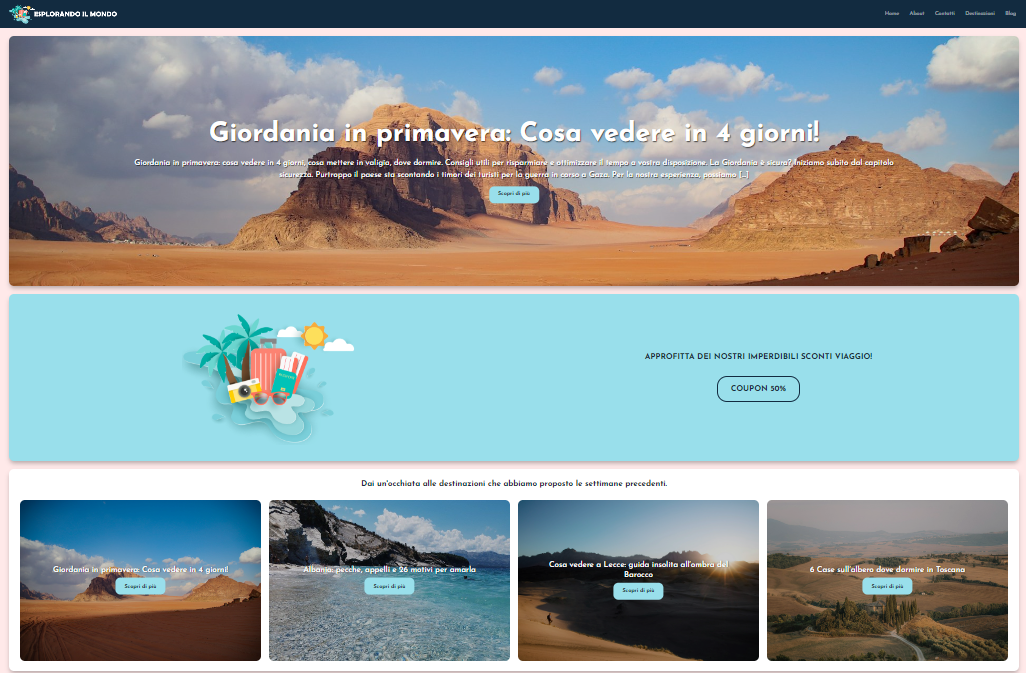 ESPLORANDO IL MONDO
Home About Contatti Destinazioni Blog
Giordania in primavera: Cosa vedere in 4 giorni!
Giordania in primavera: cosa vedere in 4 giorni, cosa mettere in valigia, dove dormire. Consigli utili per risparmiare e ottimizzare il tempo a vostra disposizione. La Giordania è sicura? Iniziamo subito dal capitolo
sicurezza. Purtroppo il paese sta scontando i timori dei turisti per la guerra in corso a Gaza. Per la nostra esperienza, possiamo [...]
Scopri di più
APPROFITTA DEI NOSTRI IMPERDIBILI SCONTI VIAGGIO!
COUPON 50%
Dai un'occhiata alle destinazioni che abbiamo proposto le settimane precedenti.
Giordania in primavera: Cosa vedere in 4 giorni!
Scopri di più
Albania: pecche, appelli e 26 motivi per amarla
Scopri di più
Cosa vedere a Lecce: guida insolita all'ombra del
Barocco
Scopri di più
6 Case sull'albero dove dormire in Toscana
Scopri di più